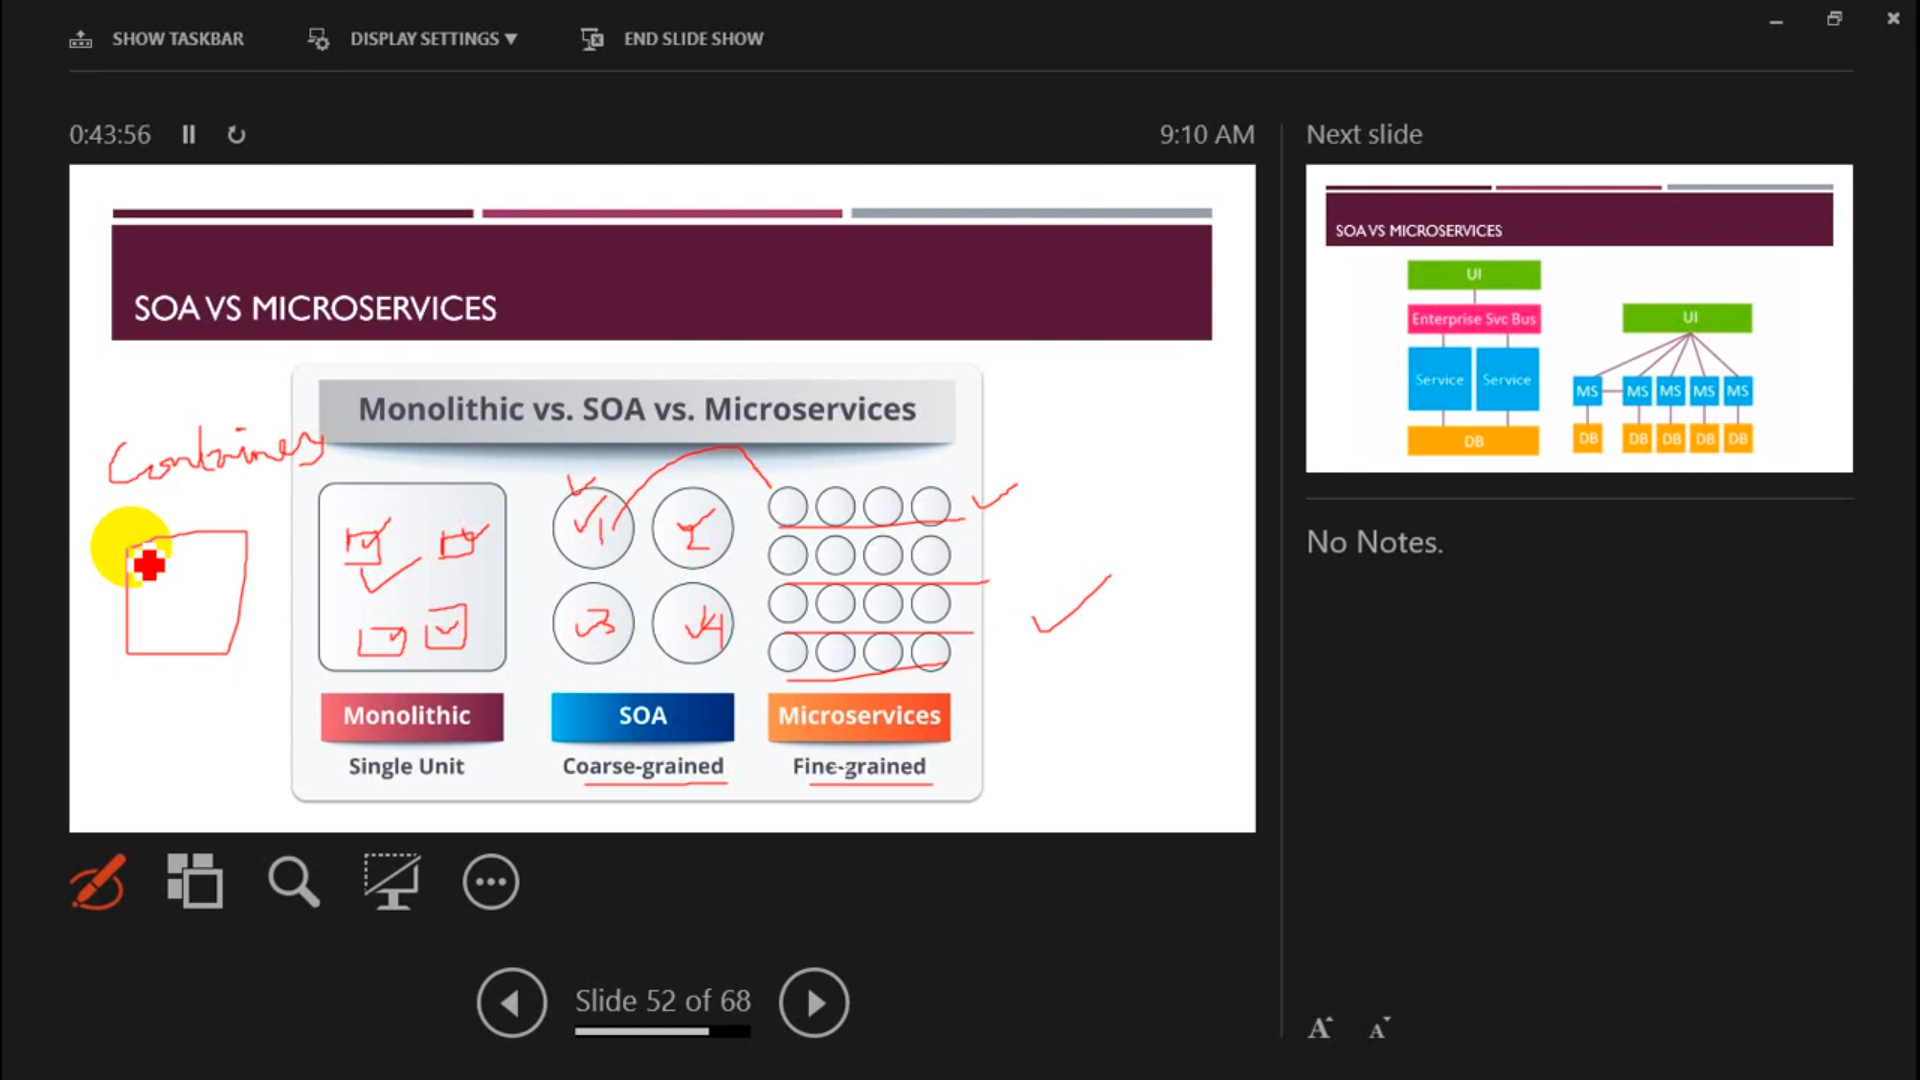 SHOW TASKBAR
DISPLAY SETTINGS ▼
END SLIDE SHOW
0:43:56
9:10 AM
Next slide
SOA VS MICROSERVICES
Monolithic vs. SOA vs. Microservices
Containers
1
2
3
4
Monolithic
SOA
Microservices
Single Unit
Coarse-grained
Fine-grained
SOA VS MICROSERVICES
UI
Enterprise Svc Bus
Service Service
DB
UI
MS MS MS MS MS
DB DB DB DB DB
No Notes.
Slide 52 of 68
A A